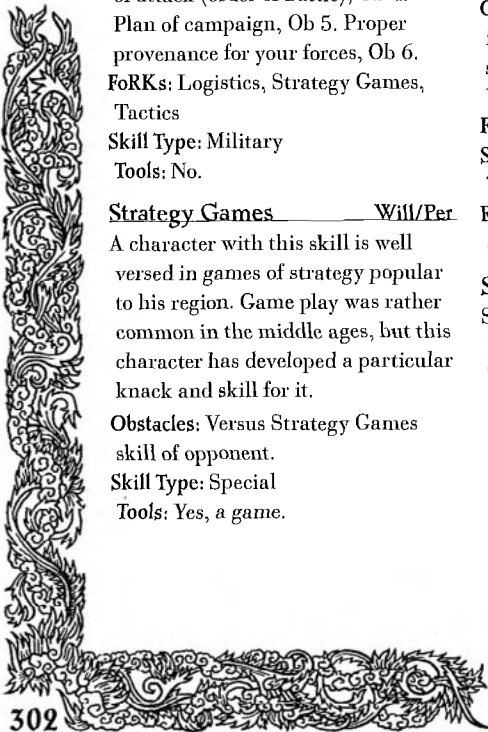 Plan of campaign, Ob 5. Proper
provenance for your forces, Ob 6.
FoRKs: Logistics, Strategy Games,
Tactics
Skill Type: Military
Tools: No.
Strategy Games Will/Per
A character with this skill is well
versed in games of strategy popular
to his region. Game play was rather
common in the middle ages, but this
character has developed a particular
knack and skill for it.
Obstacles: Versus Strategy Games
skill of opponent.
Skill Type: Special
Tools: Yes, a game.
302